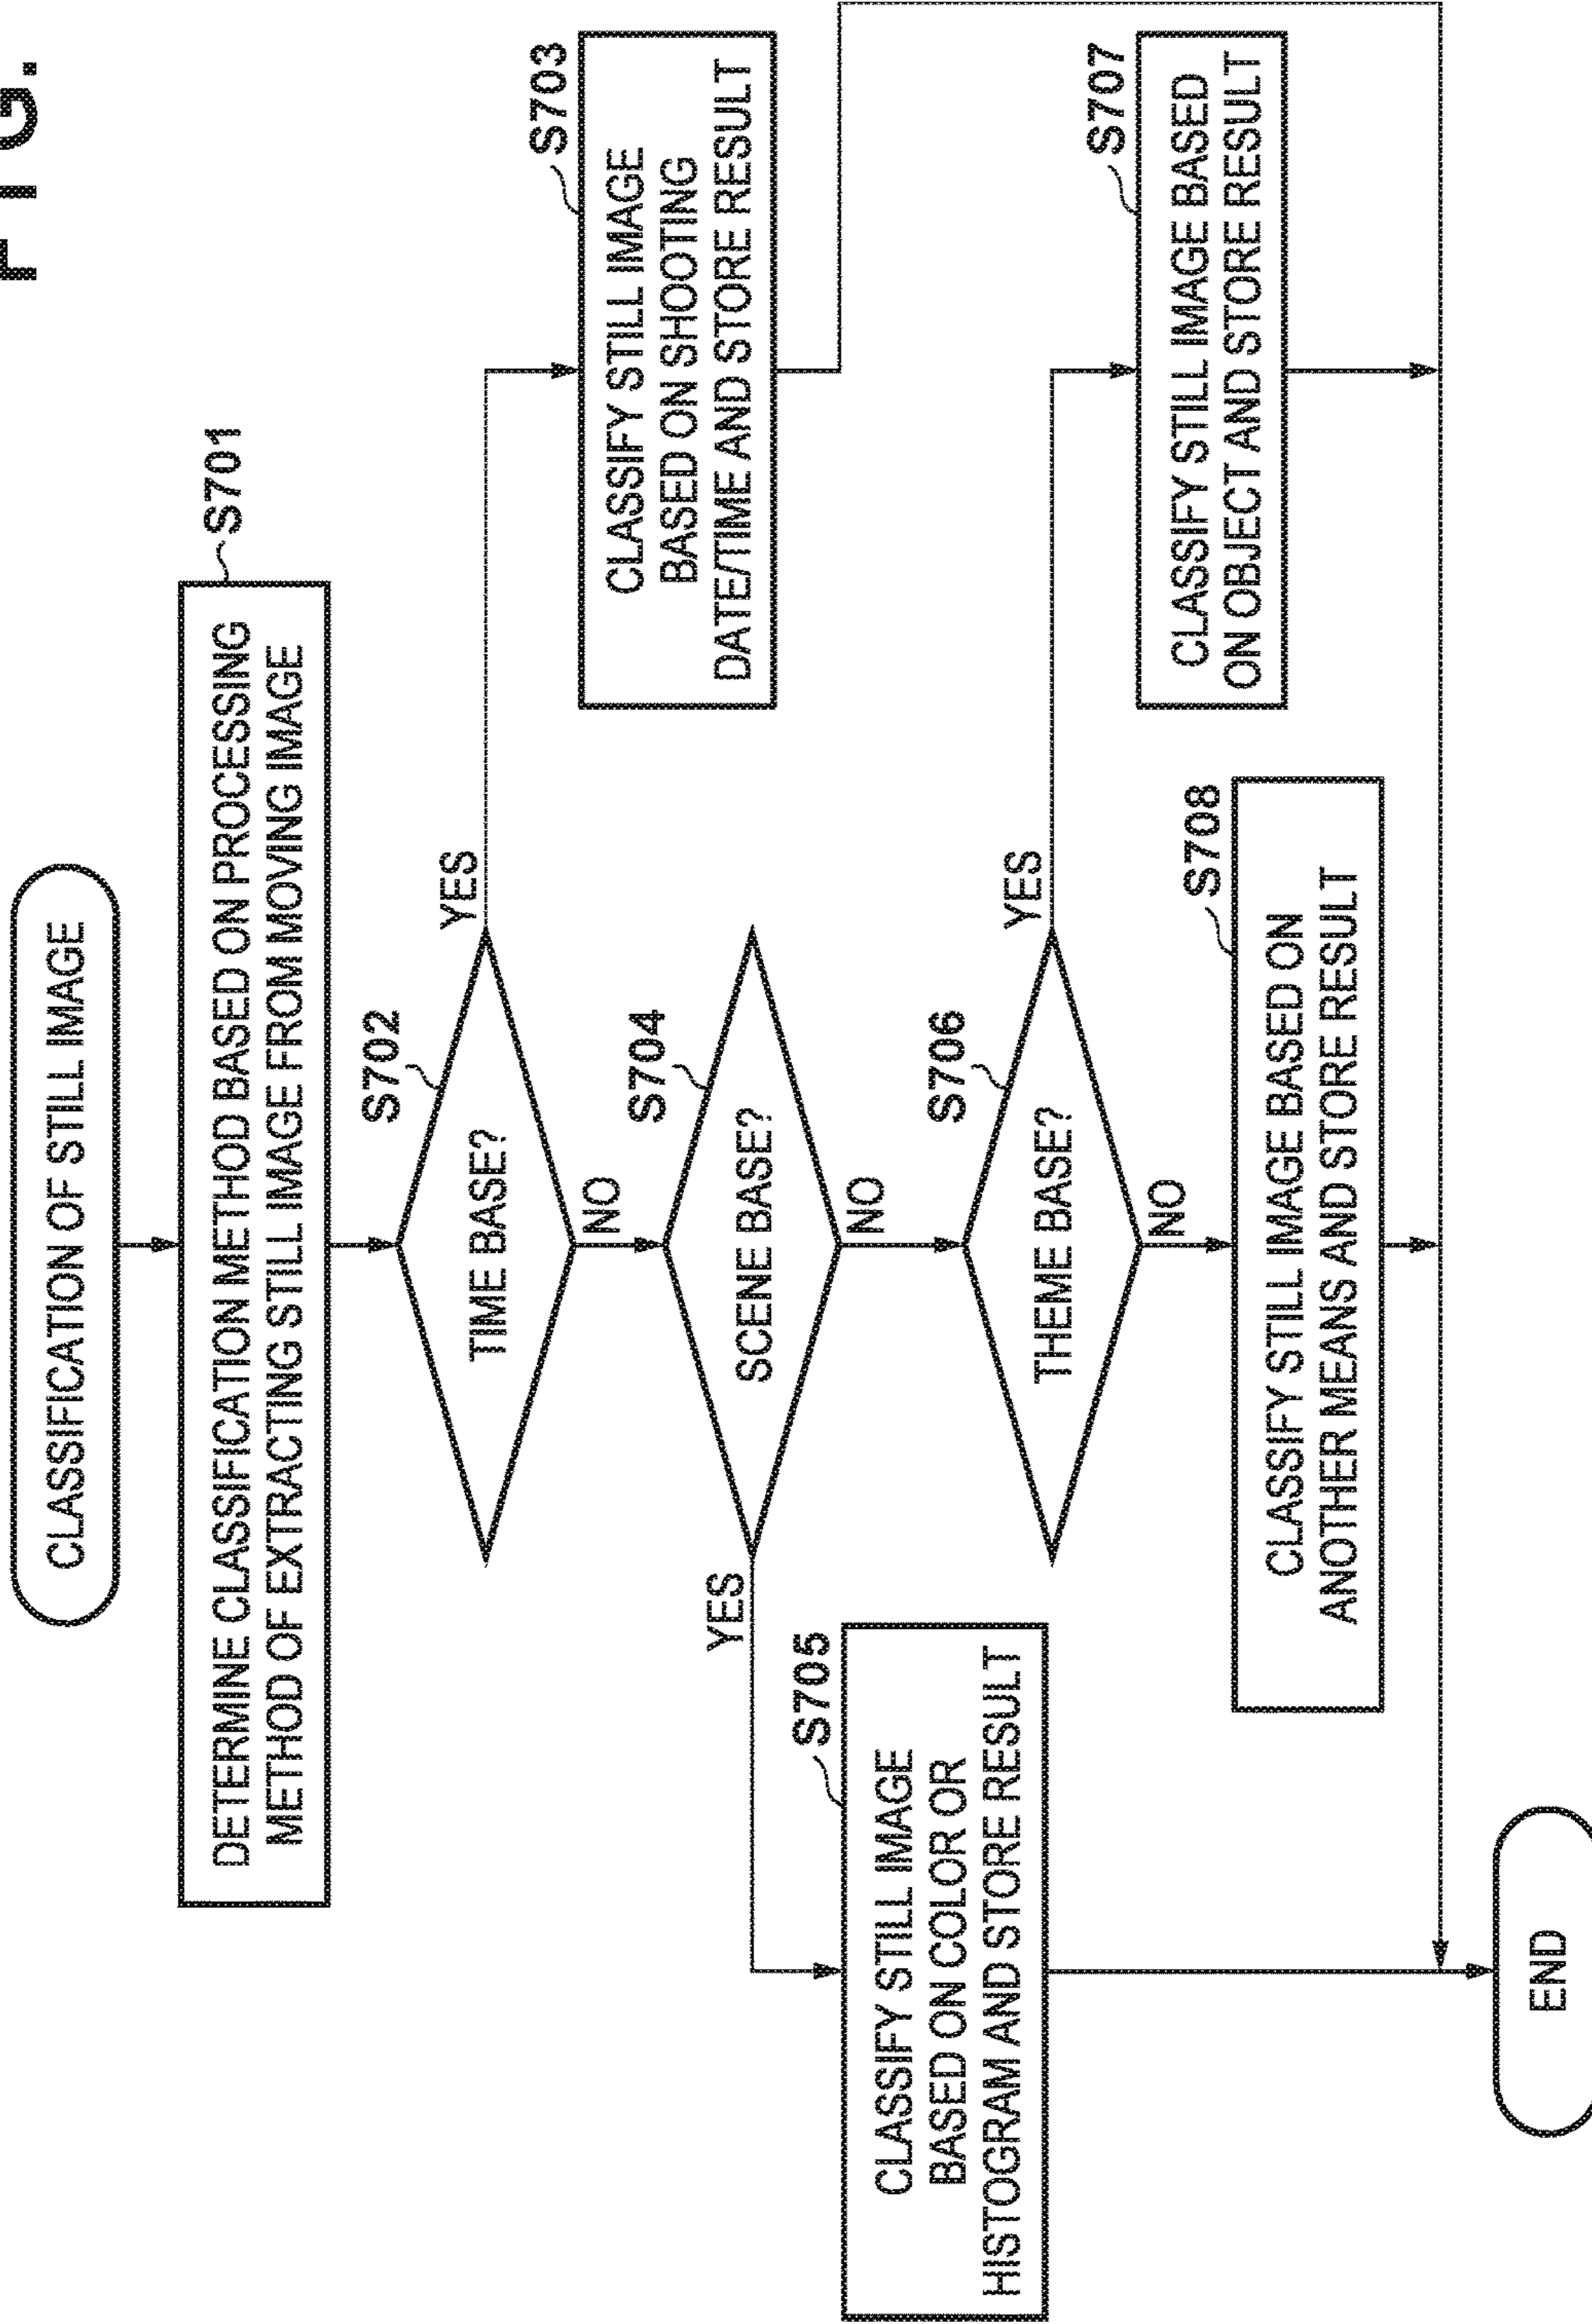 FIG.
CLASSIFICATION OF STILL IMAGE
S701
DETERMINE CLASSIFICATION METHOD BASED ON PROCESSING
METHOD OF EXTRACTING STILL IMAGE FROM MOVING IMAGE
S702
TIME BASE?
YES
NO
S703
CLASSIFY STILL IMAGE
BASED ON SHOOTING
DATE/TIME AND STORE RESULT
S704
SCENE BASE?
YES
NO
S705
CLASSIFY STILL IMAGE
BASED ON COLOR OR
HISTOGRAM AND STORE RESULT
S706
THEME BASE?
YES
NO
S707
CLASSIFY STILL IMAGE BASED
ON OBJECT AND STORE RESULT
S708
CLASSIFY STILL IMAGE BASED ON
ANOTHER MEANS AND STORE RESULT
END